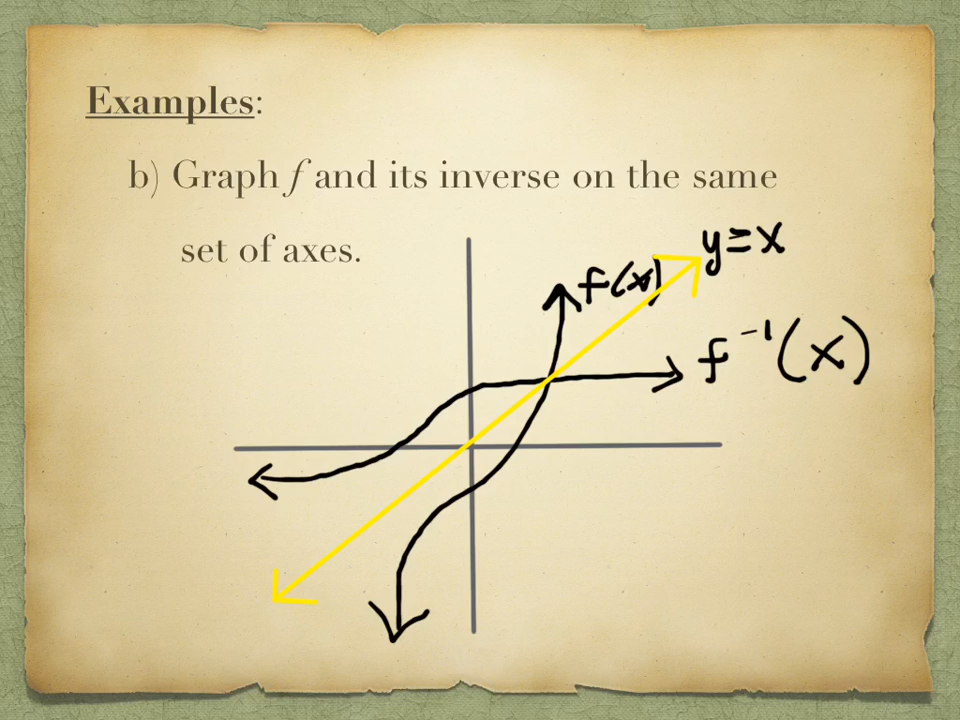 Examples:
b) Graph f and its inverse on the same
set of axes.
y=x
f(x)
f⁻¹(x)